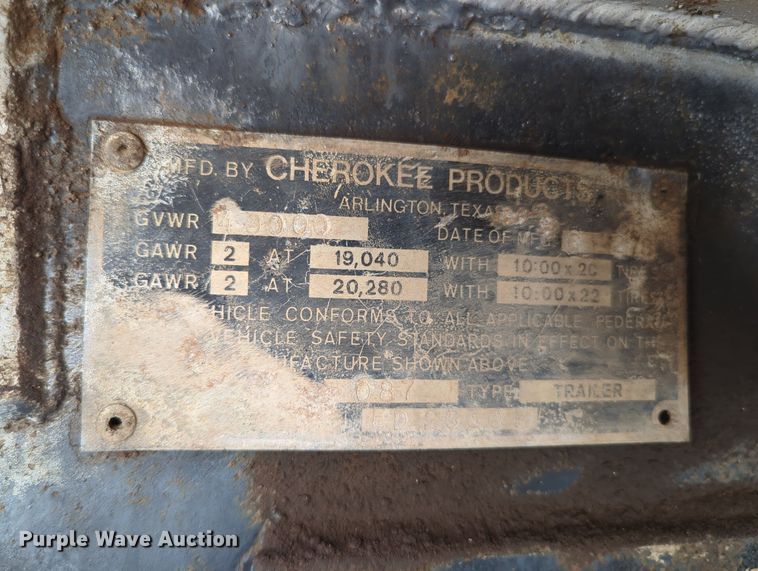 MFD. BY CHEROKEE PRODUCTS
ARLINGTON, TEXAS
GVWR DATE OF MFG.
GAWR 2 AT 19,040 WITH 10:00x20 TIRES
GAWR 2 AT 20,280 WITH 10:00x22 TIRES
VEHICLE CONFORMS TO ALL APPLICABLE FEDERAL
VEHICLE SAFETY STANDARDS IN EFFECT ON THE
MANUFACTURE SHOWN ABOVE
087 TYPE TRAILER
Purple Wave Auction